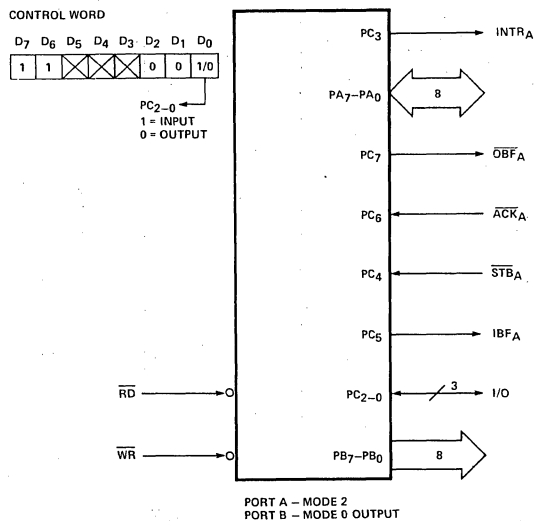 CONTROL WORD
D7 D6 D5 D4 D3 D2 D1 D0
1 1 0 0 1/0
PC2-0
1 = INPUT
0 = OUTPUT
PC3 INTRA
PA7-PA0 8
PC7 OBFA
PC6 ACKA
PC4 STBA
PC5 IBFA
RD PC2-0 3 I/O
WR PB7-PB0 8
PORT A – MODE 2
PORT B – MODE 0 OUTPUT